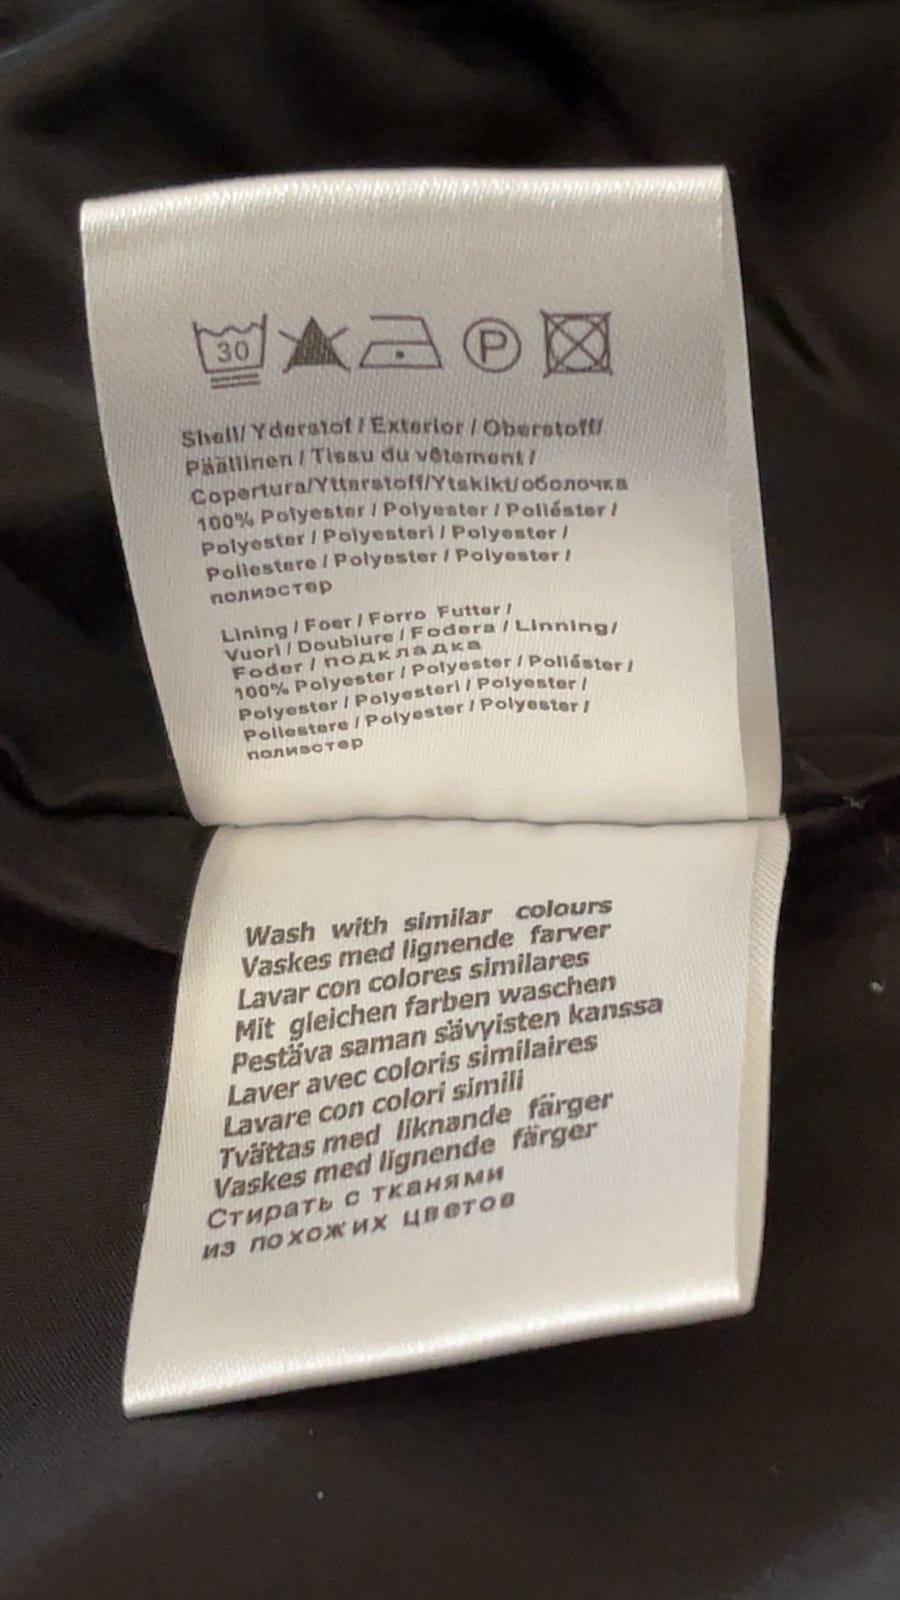 30 P
Shell/ Yderstof / Exterior / Oberstoff/
Päällinen / Tissu du vêtement /
Copertura/Ytterstoff/Ytskikt/оболочка
100% Polyester / Polyester / Poliéster /
Polyester / Polyesteri / Polyester /
Poliestere / Polyester / Polyester /
полиэстер
Lining / Foer / Forro Futter /
Vuori / Doublure / Fodera / Linning/
Foder / подкладка
100% Polyester / Polyester / Poliéster /
Polyester / Polyesteri / Polyester /
Poliestere / Polyester / Polyester /
полиэстер
Wash with similar colours
Vaskes med lignende farver
Lavar con colores similares
Mit gleichen farben waschen
Pestäva saman sävyisten kanssa
Laver avec coloris similaires
Lavare con colori simili
Tvättas med liknande färger
Vaskes med lignende färger
Стирать с тканями
из похожих цветов